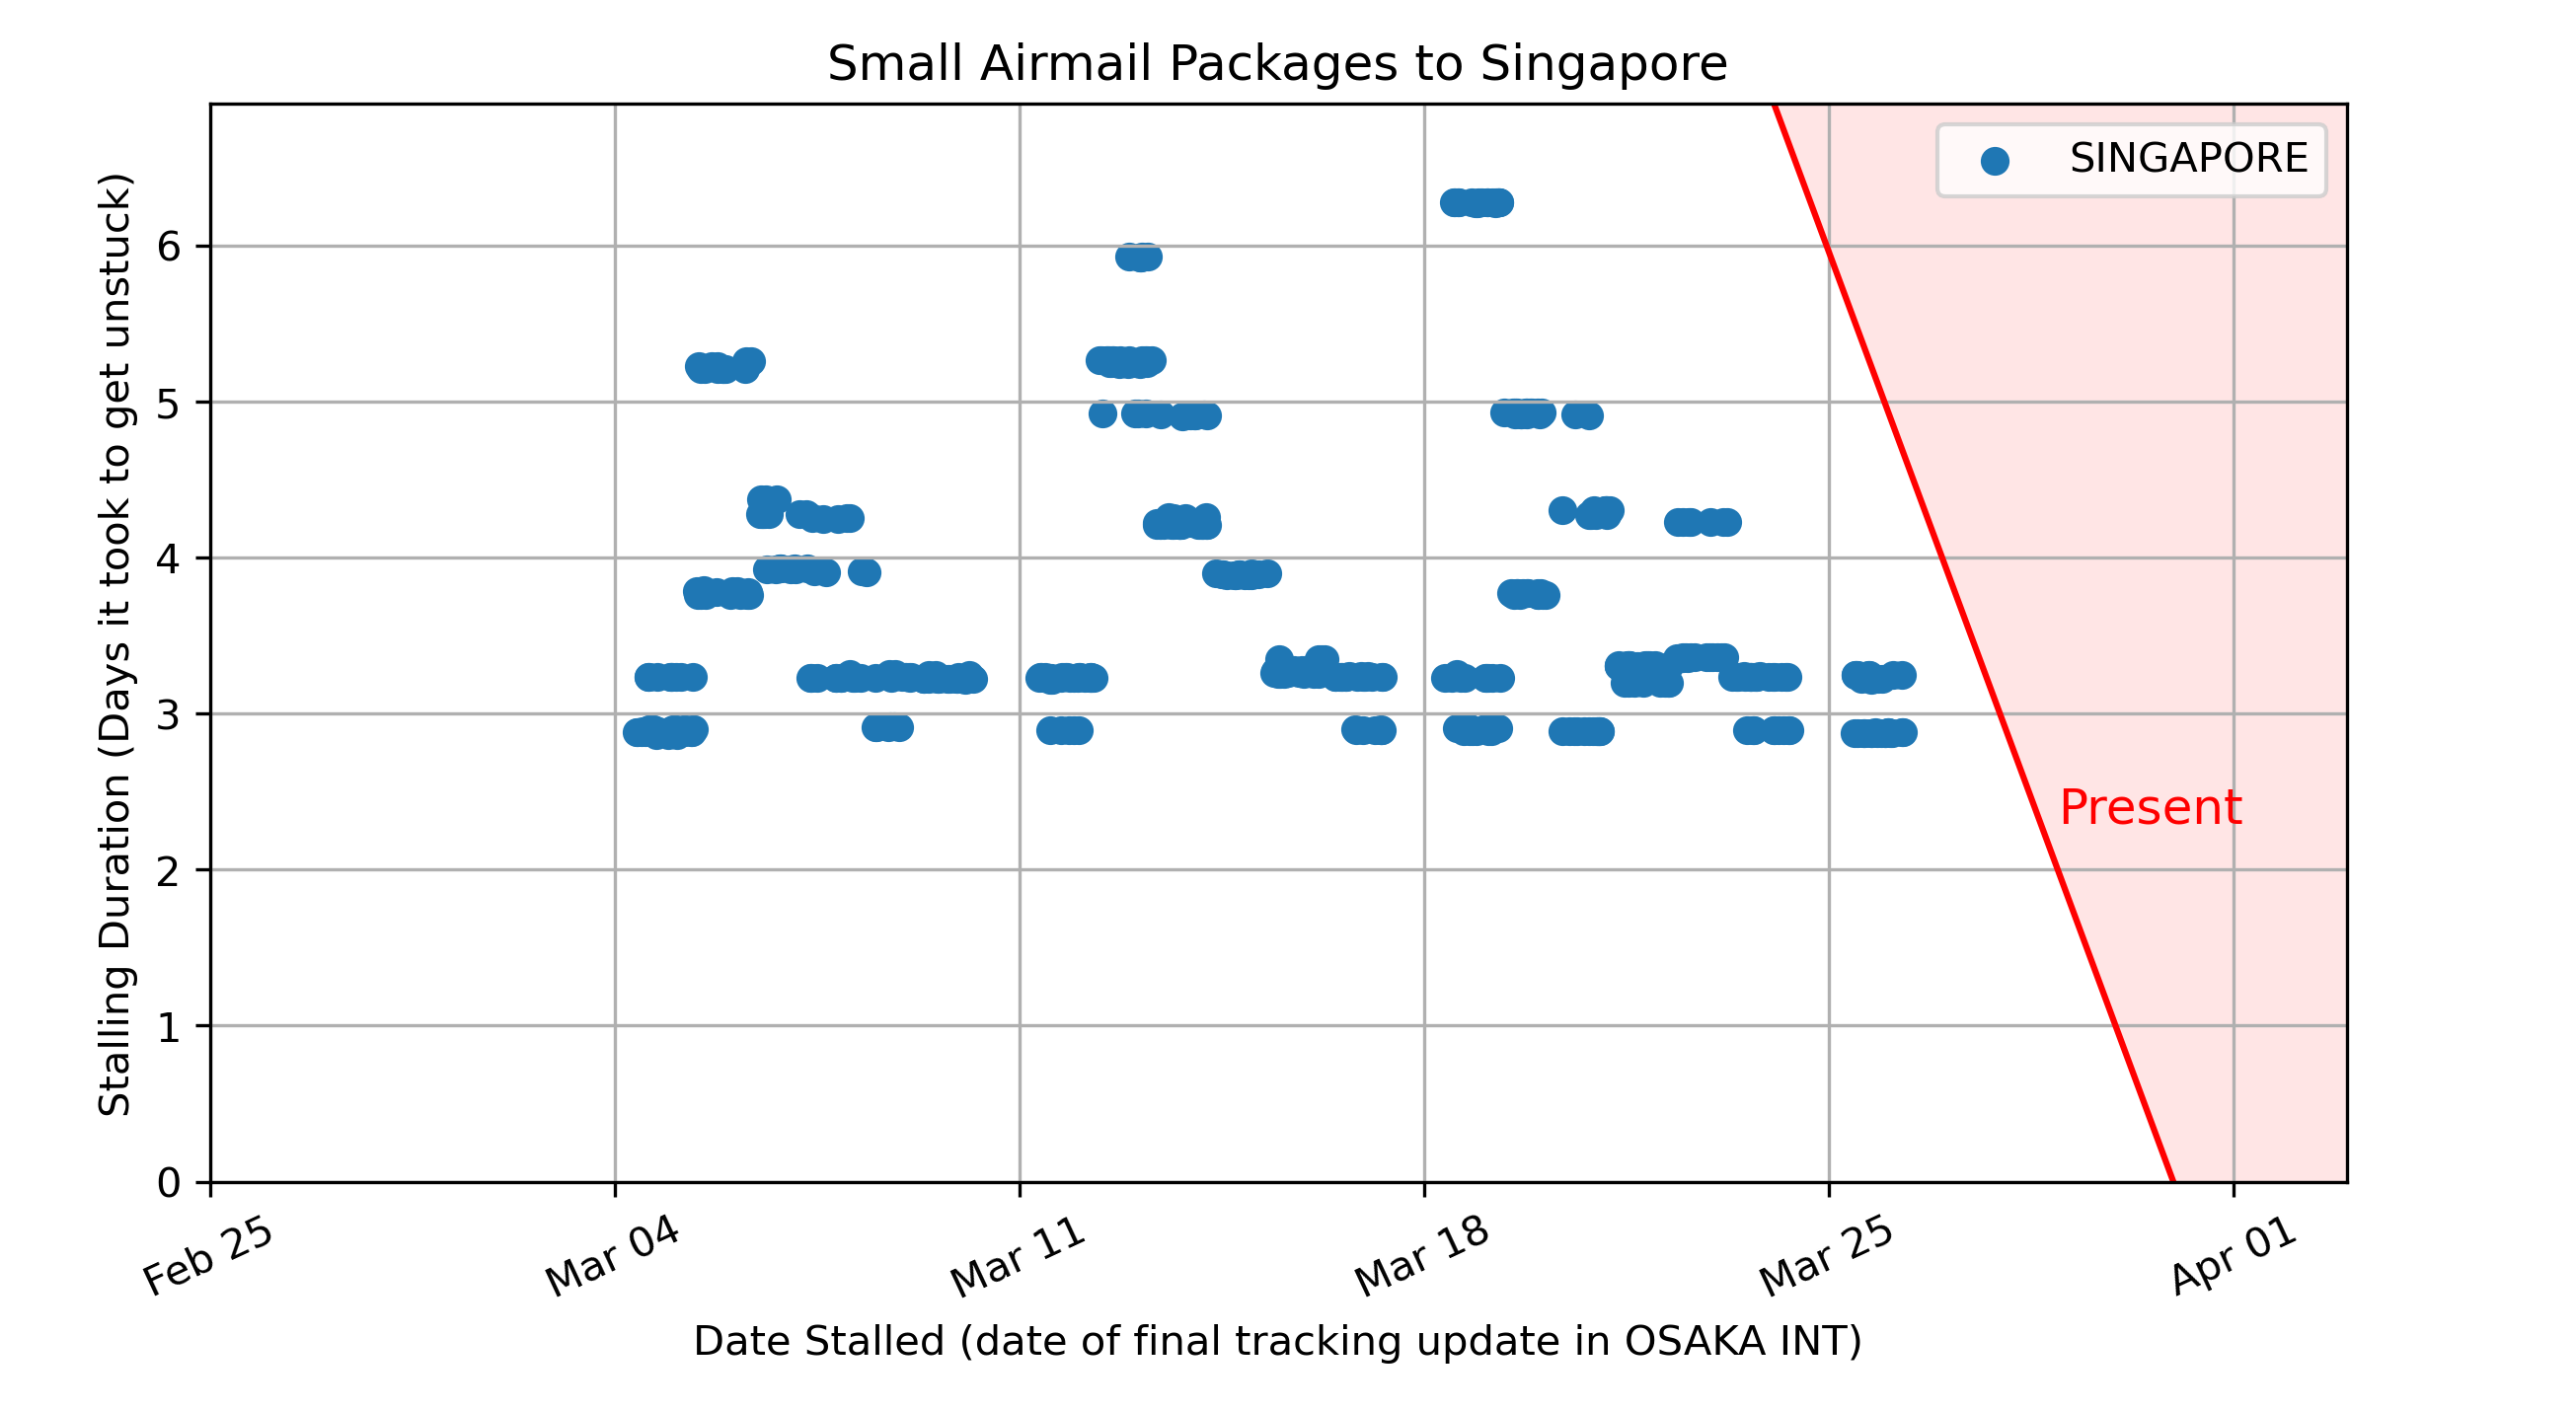 Small Airmail Packages to Singapore
SINGAPORE
Stalling Duration (Days it took to get unstuck)
6
5
4
3
2
1
0
Present
Feb 25
Mar 04
Mar 11
Mar 18
Mar 25
Apr 01
Date Stalled (date of final tracking update in OSAKA INT)